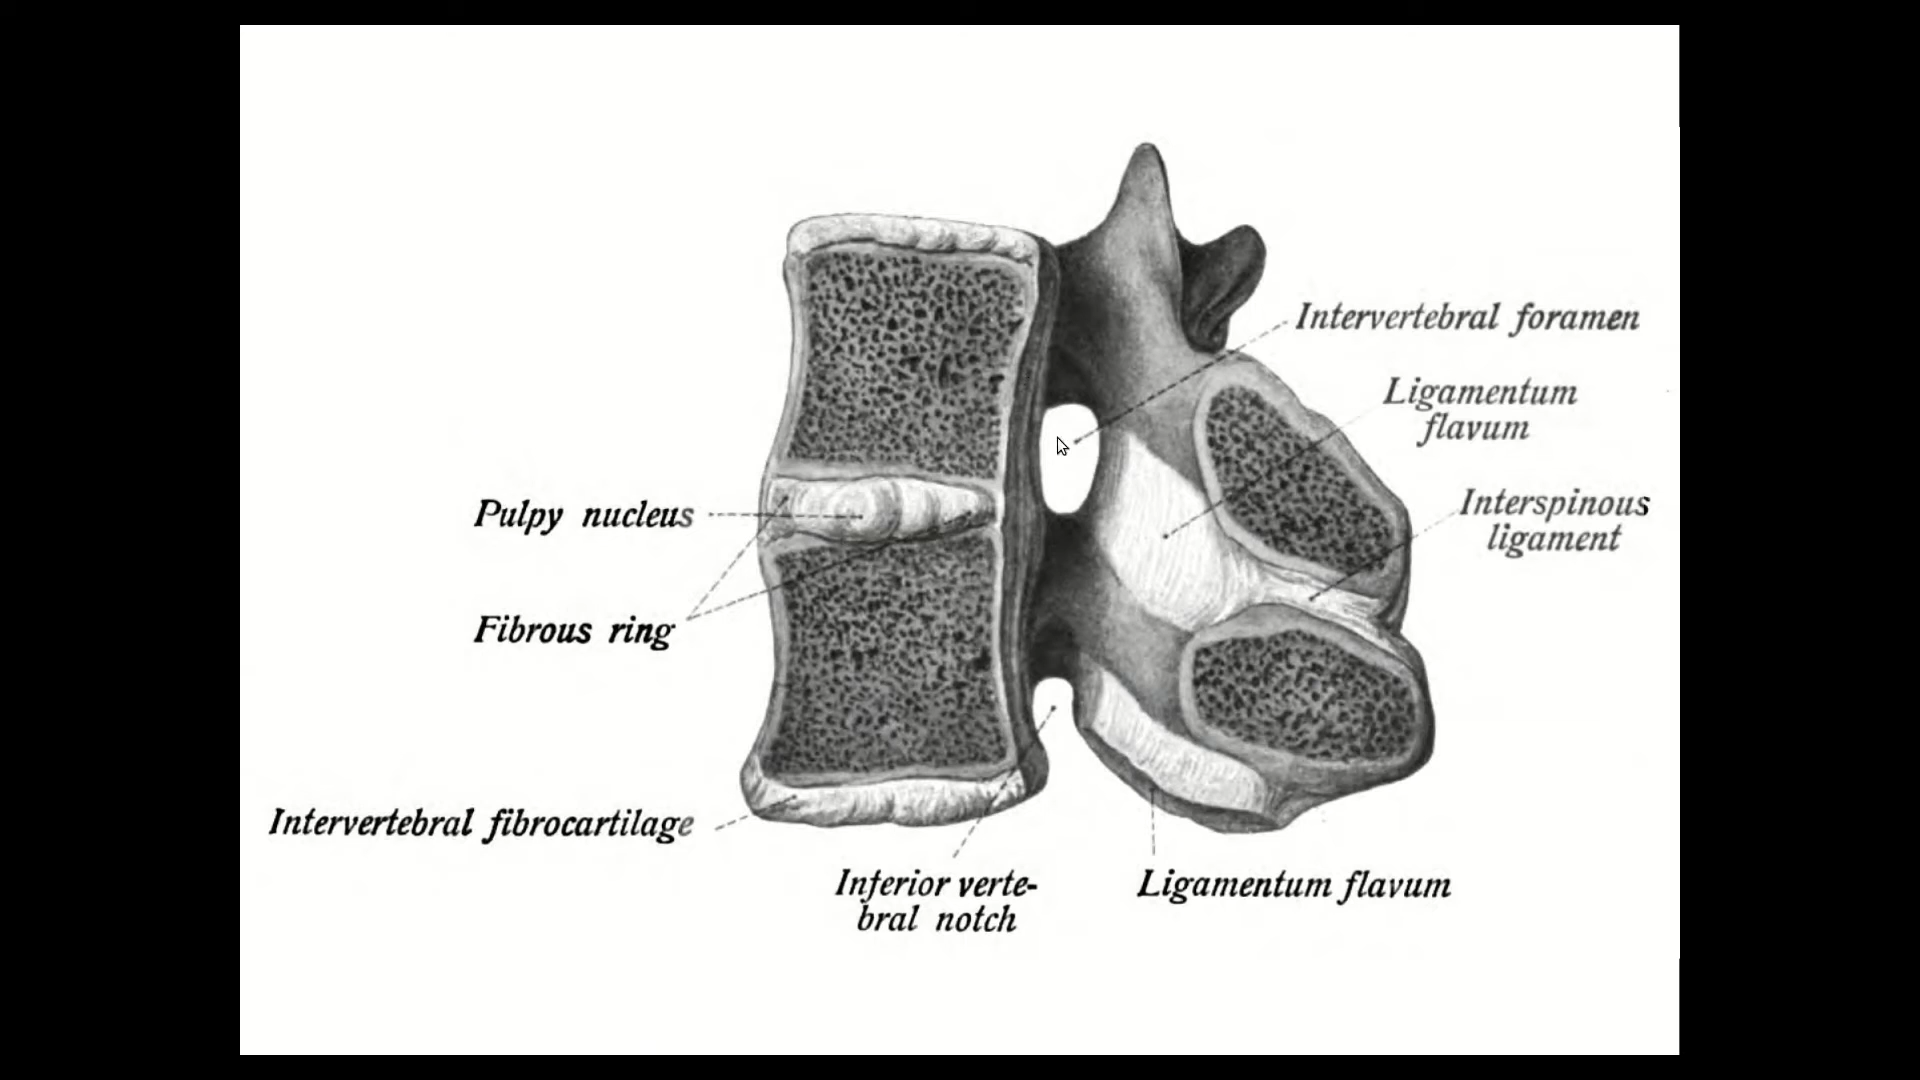 Intervertebral foramen
Ligamentum
flavum
Interspinous
ligament
Pulpy nucleus
Fibrous ring
Intervertebral fibrocartilage
Inferior verte-
bral notch
Ligamentum flavum